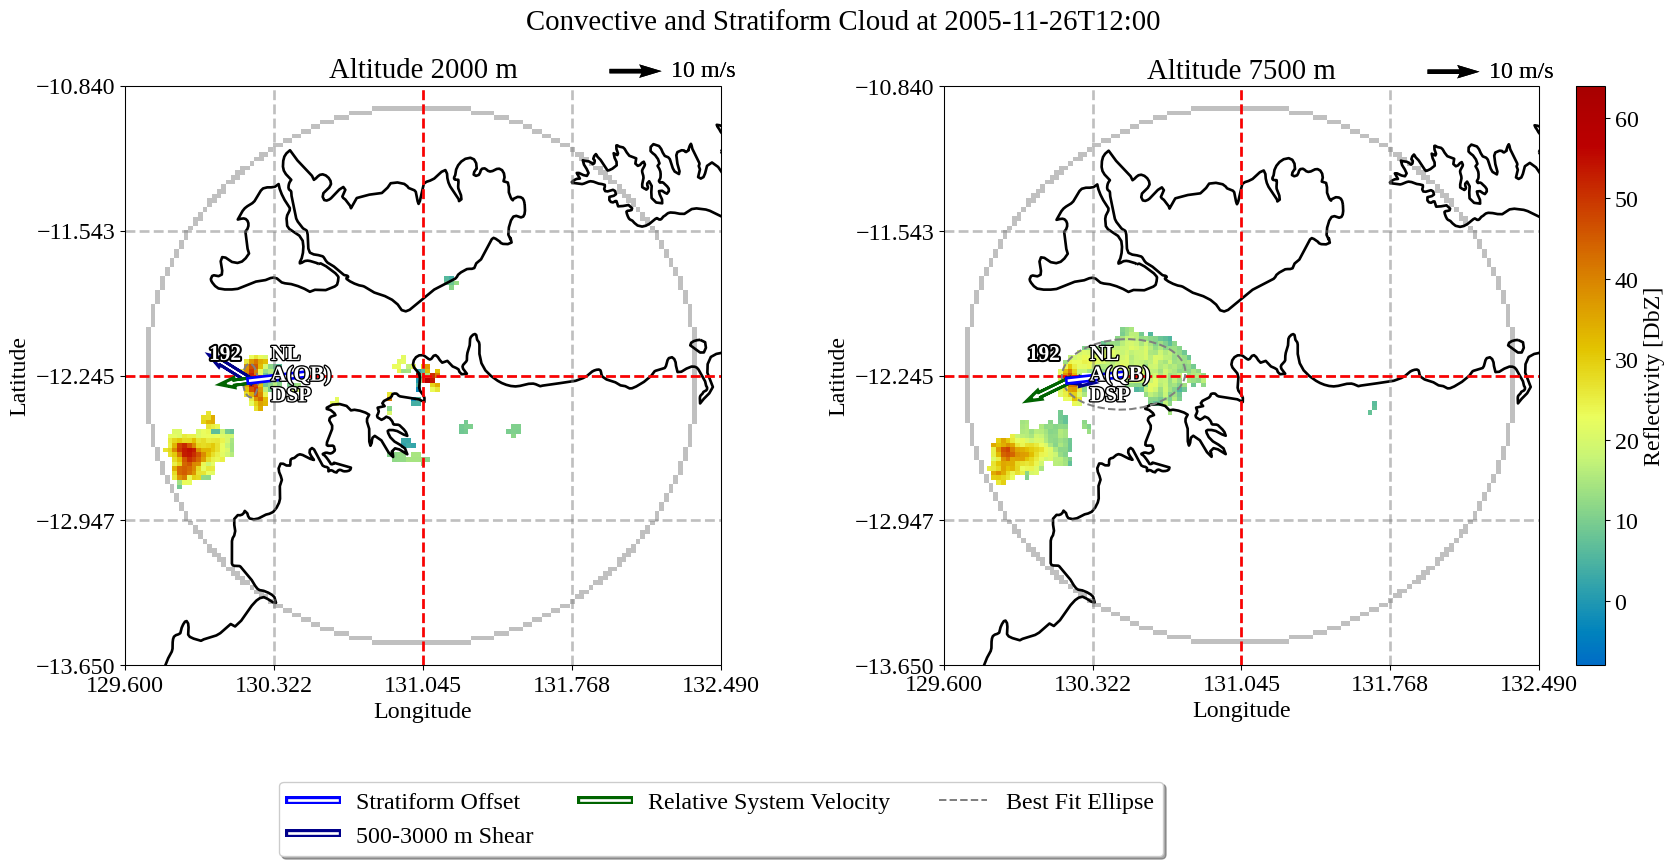 Convective and Stratiform Cloud at 2005-11-26T12:00
Altitude 2000 m
10 m/s
−10.840
−11.543
−12.245
−12.947
−13.650
Latitude
192
NL
A(QB)
DSP
129.600 130.322 131.045 131.768 132.490
Longitude
Altitude 7500 m
10 m/s
−10.840
−11.543
−12.245
−12.947
−13.650
Latitude
192
NL
A(QB)
DSP
129.600 130.322 131.045 131.768 132.490
Longitude
60
50
40
30
20
10
0
Reflectivity [DbZ]
Stratiform Offset
500-3000 m Shear
Relative System Velocity
Best Fit Ellipse